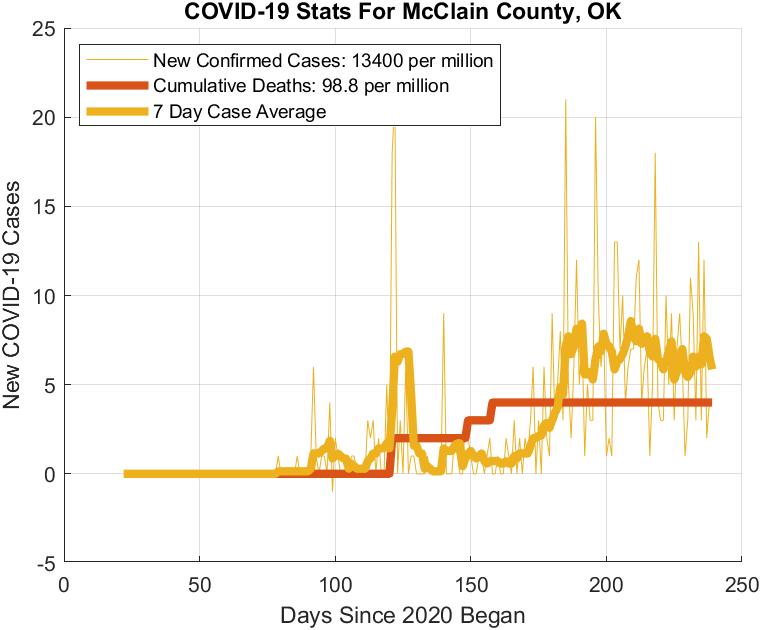 COVID-19 Stats For McClain County, OK
25
20
15
10
5
0
-5
New COVID-19 Cases
New Confirmed Cases: 13400 per million
Cumulative Deaths: 98.8 per million
7 Day Case Average
0
50
100
150
200
250
Days Since 2020 Began